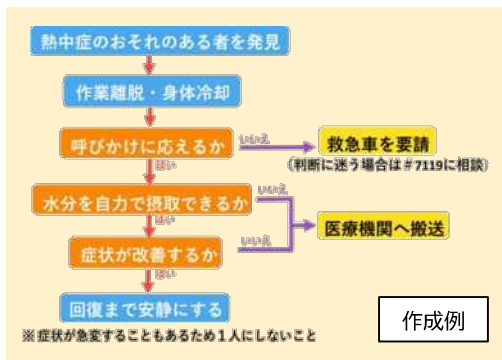 熱中症のおそれのある者を発見
作業離脱・身体冷却
呼びかけに応えるか
いいえ
救急車を要請
(判断に迷う場合は#7119に相談)
はい
水分を自力で摂取できるか
いいえ
はい
医療機関へ搬送
症状が改善するか
いいえ
はい
回復まで安静にする
※症状が急変することもあるため1人にしないこと
作成例